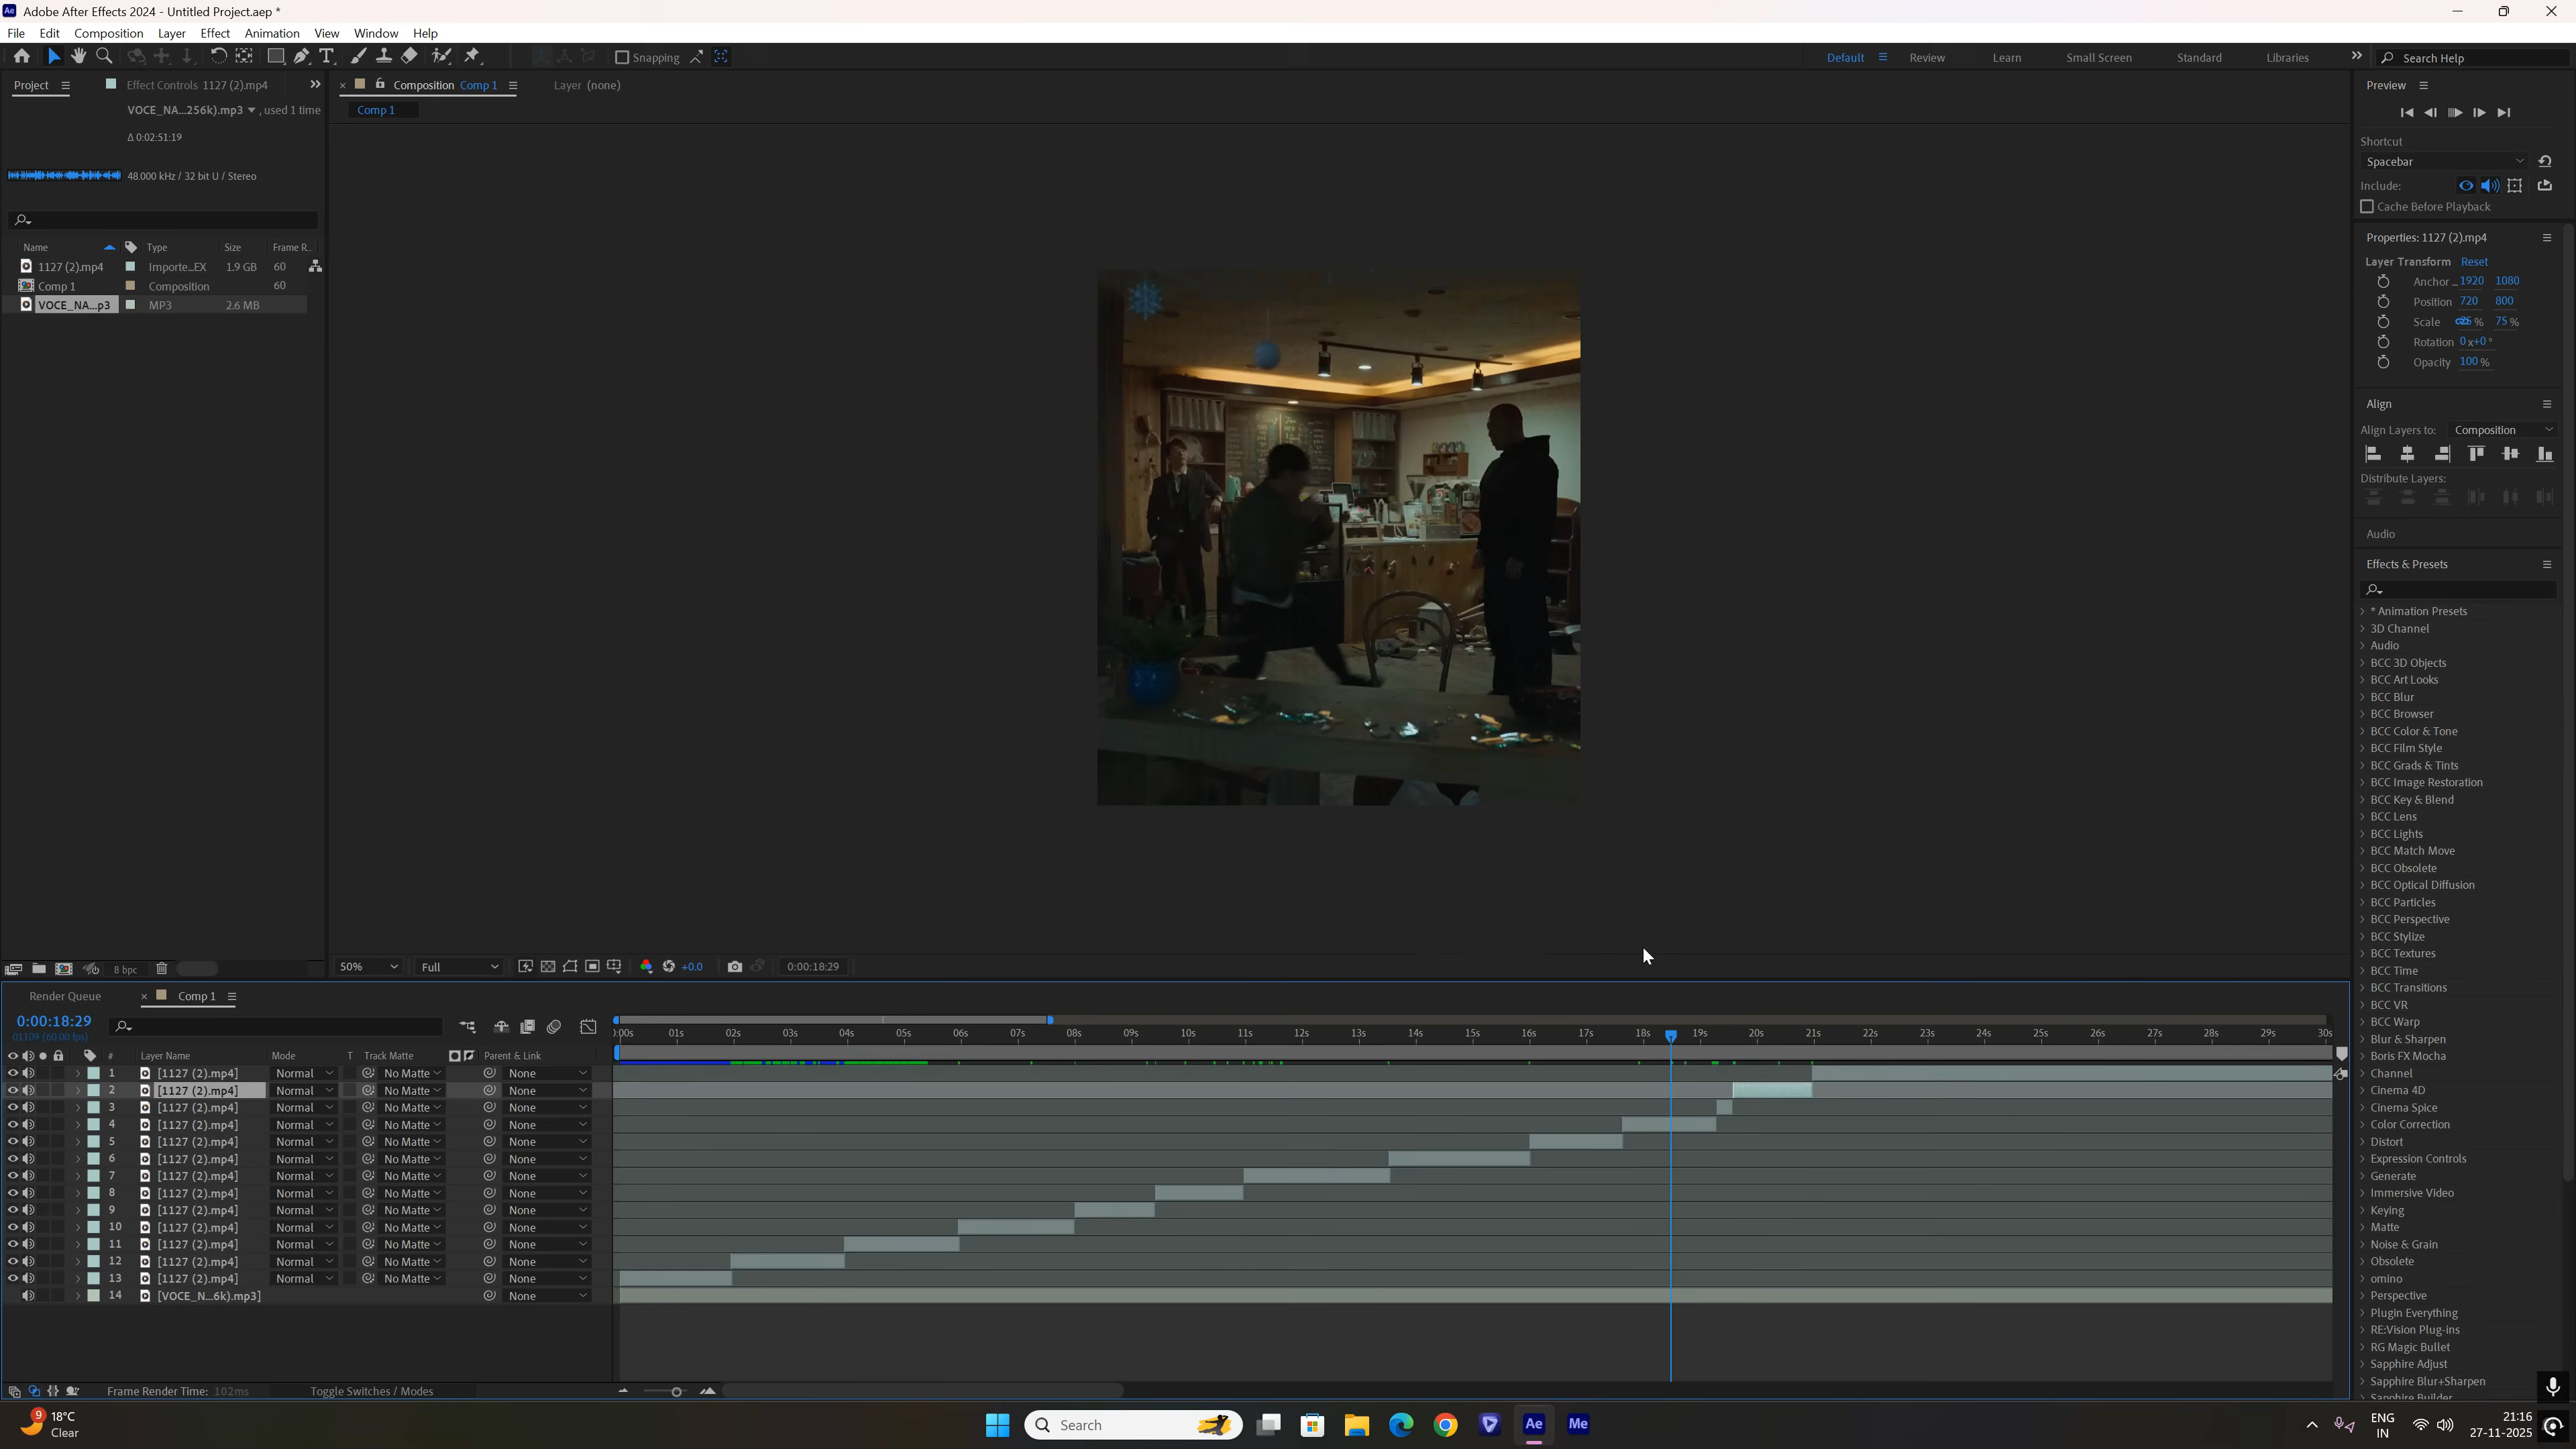 Adobe After Effects 2024 - Untitled Project.aep *
File Edit Composition Layer Effect Animation View Window Help
Snapping
Default Review Learn Small Screen Standard Libraries Search Help
Project Effect Controls 1127 (2).mp4
VOCE_NA...256k).mp3 , used 1 time
Δ 0:02:51:19
48.000 kHz / 32 bit U / Stereo
Name Type Size Frame R...
1127 (2).mp4 Importe...EX 1.9 GB 60
Comp 1 Composition 60
VOCE_NA...p3 MP3 2.6 MB
8 bpc
Composition Comp 1 Layer (none)
Comp 1
50% Full +0.0 0:00:18:29
Preview
Shortcut
Spacebar
Include:
Cache Before Playback
Properties: 1127 (2).mp4
Layer Transform Reset
Anchor 1920 1080
Position 720 800
Scale % 75 %
Rotation 0x+0°
Opacity 100 %
Align
Align Layers to: Composition
Distribute Layers:
Audio
Effects & Presets
* Animation Presets
3D Channel
Audio
BCC 3D Objects
BCC Art Looks
BCC Blur
BCC Browser
BCC Color & Tone
BCC Film Style
BCC Grads & Tints
BCC Image Restoration
BCC Key & Blend
BCC Lens
BCC Lights
BCC Match Move
BCC Obsolete
BCC Optical Diffusion
BCC Particles
BCC Perspective
BCC Stylize
BCC Textures
BCC Time
BCC Transitions
BCC VR
BCC Warp
Blur & Sharpen
Boris FX Mocha
Channel
Cinema 4D
Cinema Spice
Color Correction
Distort
Expression Controls
Generate
Immersive Video
Keying
Matte
Noise & Grain
Obsolete
omino
Perspective
Plugin Everything
RE:Vision Plug-ins
RG Magic Bullet
Sapphire Adjust
Sapphire Blur+Sharpen
Sapphire Builder
Render Queue Comp 1
0:00:18:29
01109 (60.00 fps)
:00s 01s 02s 03s 04s 05s 06s 07s 08s 09s 10s 11s 12s 13s 14s 15s 16s 17s 18s 19s 20s 21s 22s 23s 24s 25s 26s 27s 28s 29s 30s
# Layer Name Mode T Track Matte Parent & Link
1 [1127 (2).mp4] Normal No Matte None
2 [1127 (2).mp4] Normal No Matte None
3 [1127 (2).mp4] Normal No Matte None
4 [1127 (2).mp4] Normal No Matte None
5 [1127 (2).mp4] Normal No Matte None
6 [1127 (2).mp4] Normal No Matte None
7 [1127 (2).mp4] Normal No Matte None
8 [1127 (2).mp4] Normal No Matte None
9 [1127 (2).mp4] Normal No Matte None
10 [1127 (2).mp4] Normal No Matte None
11 [1127 (2).mp4] Normal No Matte None
12 [1127 (2).mp4] Normal No Matte None
13 [1127 (2).mp4] Normal No Matte None
14 [VOCE_N...6k).mp3] None
Frame Render Time: 102ms Toggle Switches / Modes
9 18°C
Clear
Search
Ae Me
ENG
IN
21:16
27-11-2025